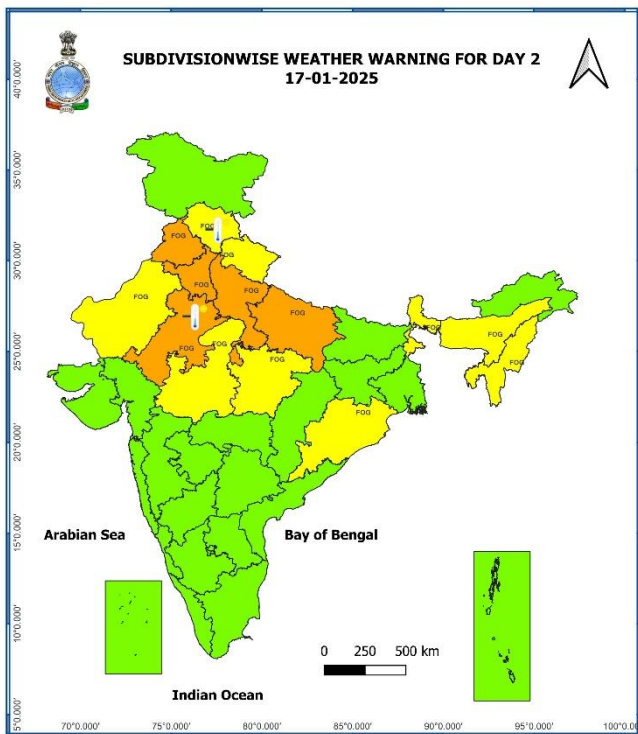 SUBDIVISIONWISE WEATHER WARNING FOR DAY 2
17-01-2025
40°0.000'
35°0.000'
30°0.000'
25°0.000'
20°0.000'
15°0.000'
10°0.000'
5°0.000'
FOG
FOG
FOG
FOG
FOG
FOG
FOG
FOG
FOG
FOG
FOG
FOG
Arabian Sea
Bay of Bengal
0 250 500 km
Indian Ocean
70°0.000' 75°0.000' 80°0.000' 85°0.000' 90°0.000' 95°0.000' 100°0.00